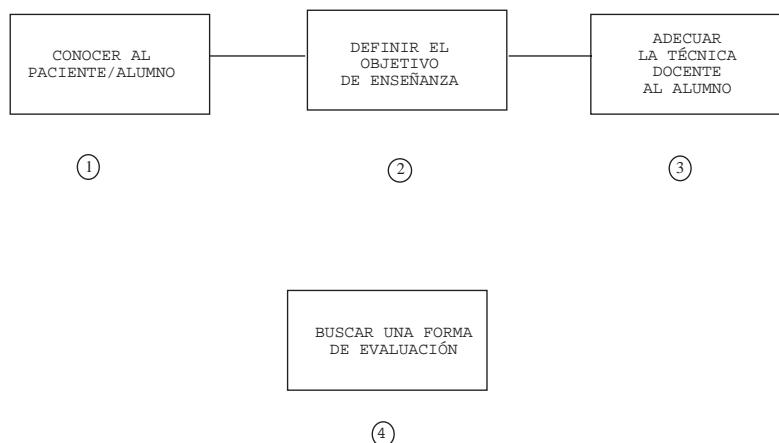 CONOCER AL
PACIENTE/ALUMNO
DEFINIR EL
OBJETIVO
DE ENSEÑANZA
ADECUAR
LA TÉCNICA
DOCENTE
AL ALUMNO
1
2
3
BUSCAR UNA FORMA
DE EVALUACIÓN
4